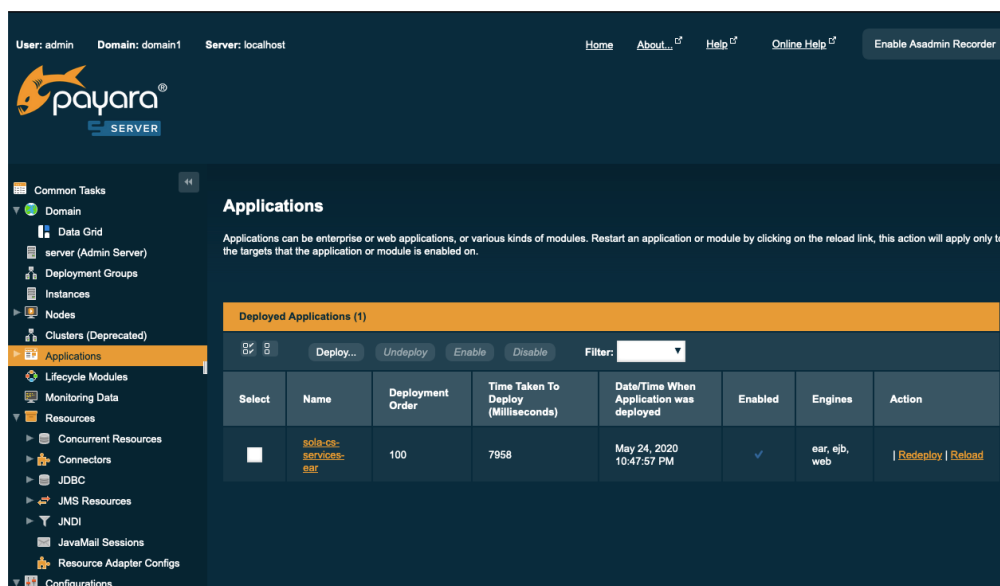 User: admin Domain: domain1 Server: localhost
Home About... Help Online Help Enable Asadmin Recorder
payara®
SERVER
Common Tasks
Domain
Data Grid
server (Admin Server)
Deployment Groups
Instances
Nodes
Clusters (Deprecated)
Applications
Lifecycle Modules
Monitoring Data
Resources
Concurrent Resources
Connectors
JDBC
JMS Resources
JNDI
JavaMail Sessions
Resource Adapter Configs
Configurations
Applications
Applications can be enterprise or web applications, or various kinds of modules. Restart an application or module by clicking on the reload link, this action will apply only to
the targets that the application or module is enabled on.
Deployed Applications (1)
Deploy... Undeploy Enable Disable Filter:
Select Name Deployment Order Time Taken To Deploy (Milliseconds) Date/Time When Application was deployed Enabled Engines Action
sola-cs-services-ear 100 7958 May 24, 2020 10:47:57 PM ear, ejb, web | Redeploy | Reload